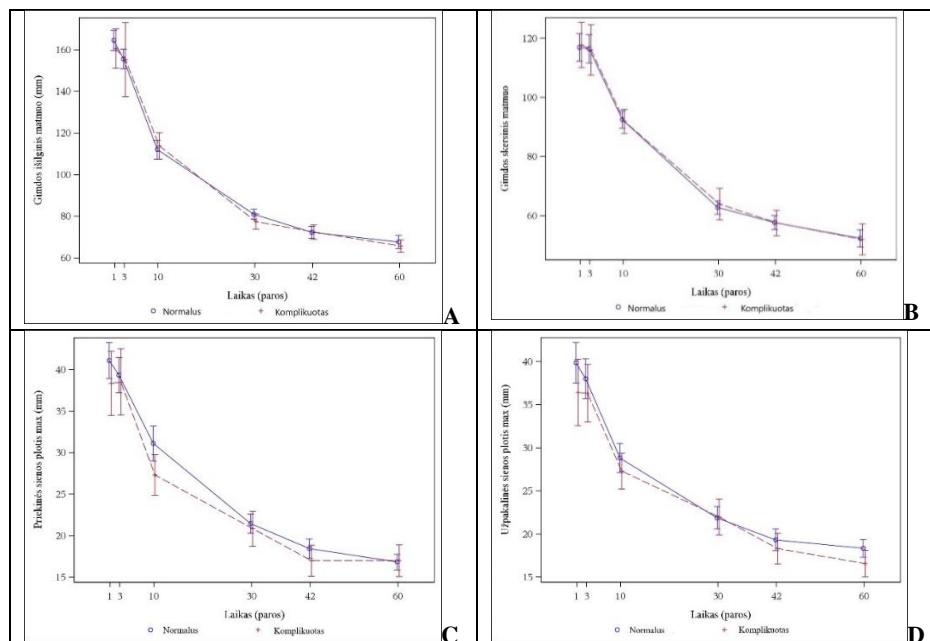 Gimdos išilginis matmuo (mm)
160
140
120
100
80
60
1 3 10 30 42 60
Laikas (paros)
Normalus Komplikuotas
A
Gimdos skersinis matmuo
120
100
80
60
1 3 10 30 42 60
Laikas (paros)
Normalus Komplikuotas
B
Priekinės sienos plotis max (mm)
40
35
30
25
20
15
1 3 10 30 42 60
Laikas (paros)
Normalus Komplikuotas
C
Užpakalinės sienos plotis max (mm)
40
35
30
25
20
15
1 3 10 30 42 60
Laikas (paros)
Normalus Komplikuotas
D